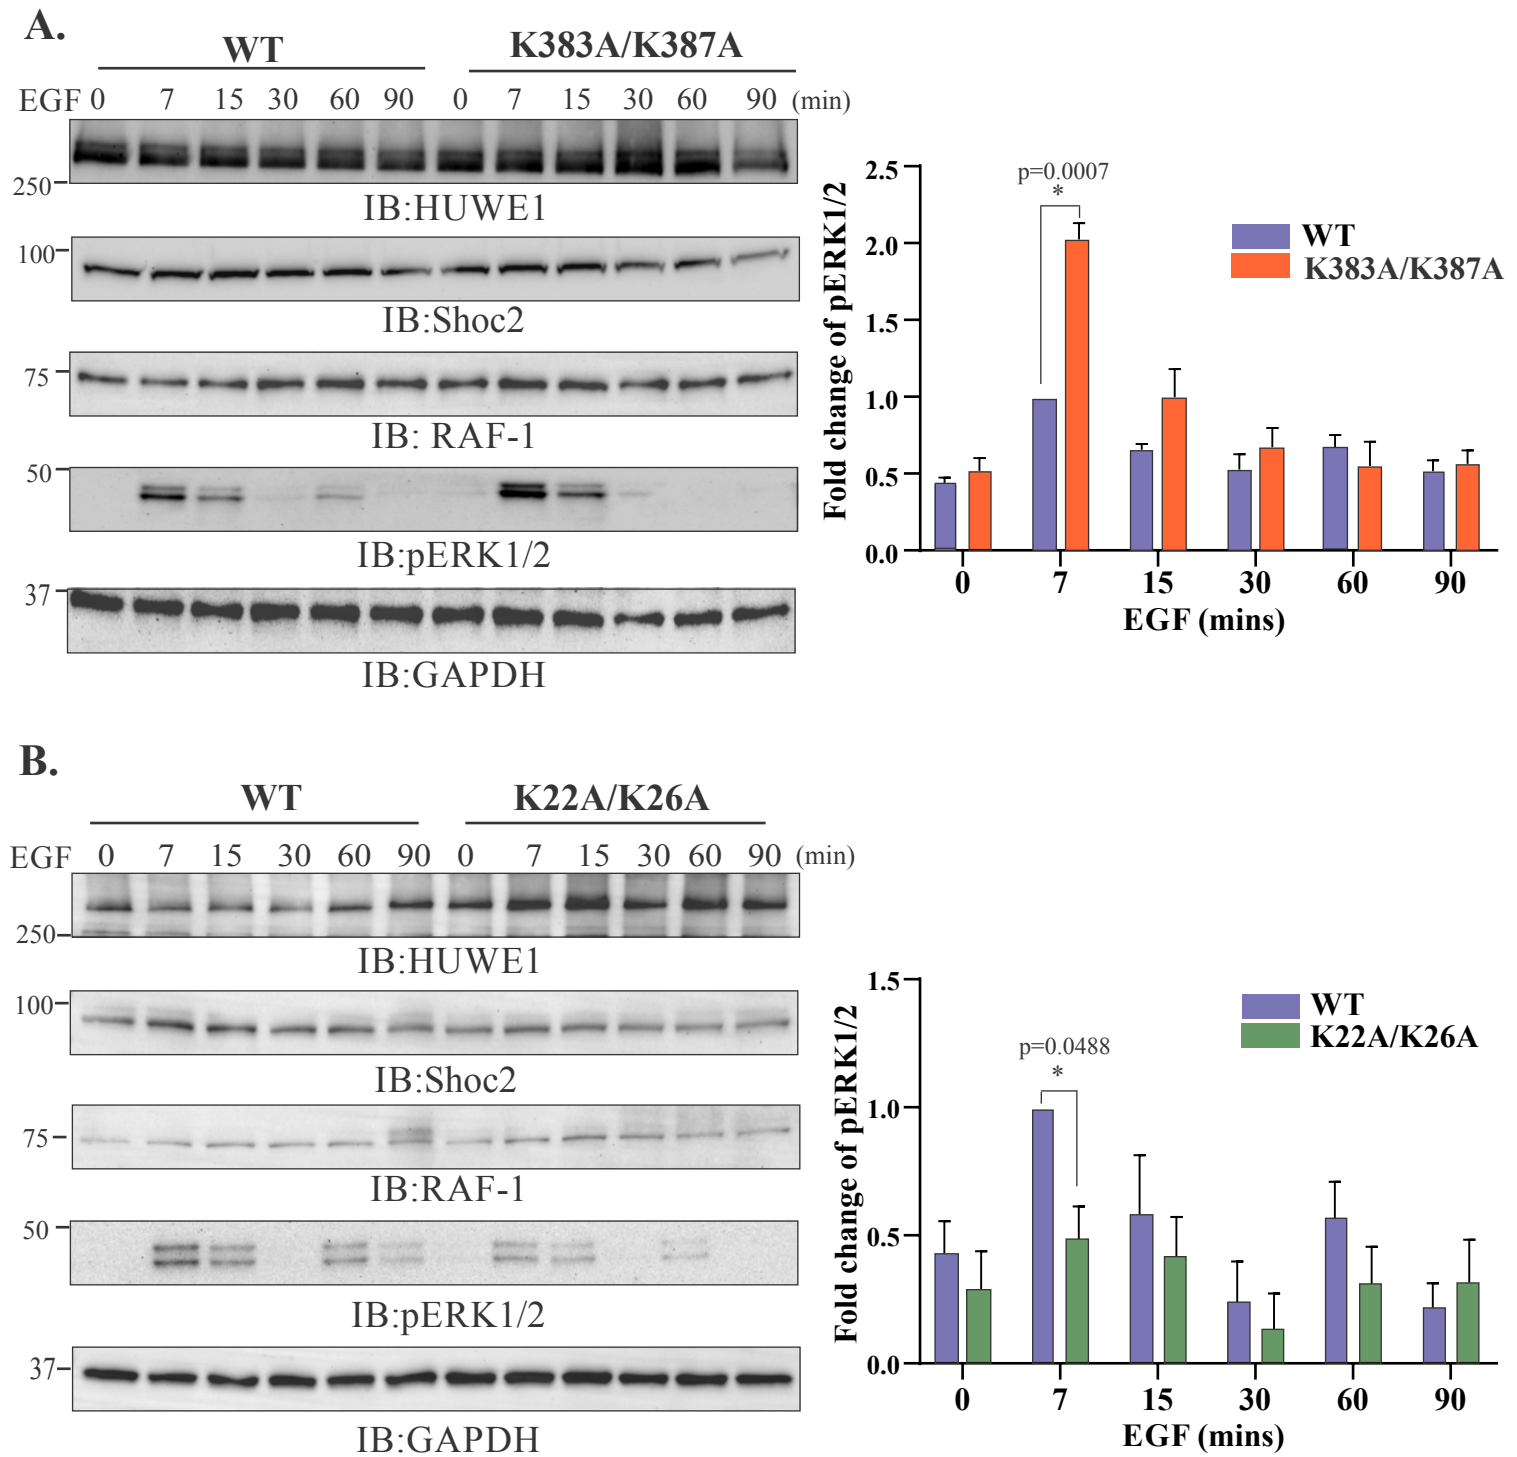 A.
WT K383A/K387A
EGF 0 7 15 30 60 90 0 7 15 30 60 90 (min)
250
IB:HUWE1
100
IB:Shoc2
75
IB: RAF-1
50
IB:pERK1/2
37
IB:GAPDH
Fold change of pERK1/2
2.5
2.0
1.5
1.0
0.5
0.0
p=0.0007
*
WT
K383A/K387A
0 7 15 30 60 90
EGF (mins)
B.
WT K22A/K26A
EGF 0 7 15 30 60 90 0 7 15 30 60 90 (min)
250
IB:HUWE1
100
IB:Shoc2
75
IB:RAF-1
50
IB:pERK1/2
37
IB:GAPDH
Fold change of pERK1/2
1.5
1.0
0.5
0.0
p=0.0488
*
WT
K22A/K26A
0 7 15 30 60 90
EGF (mins)